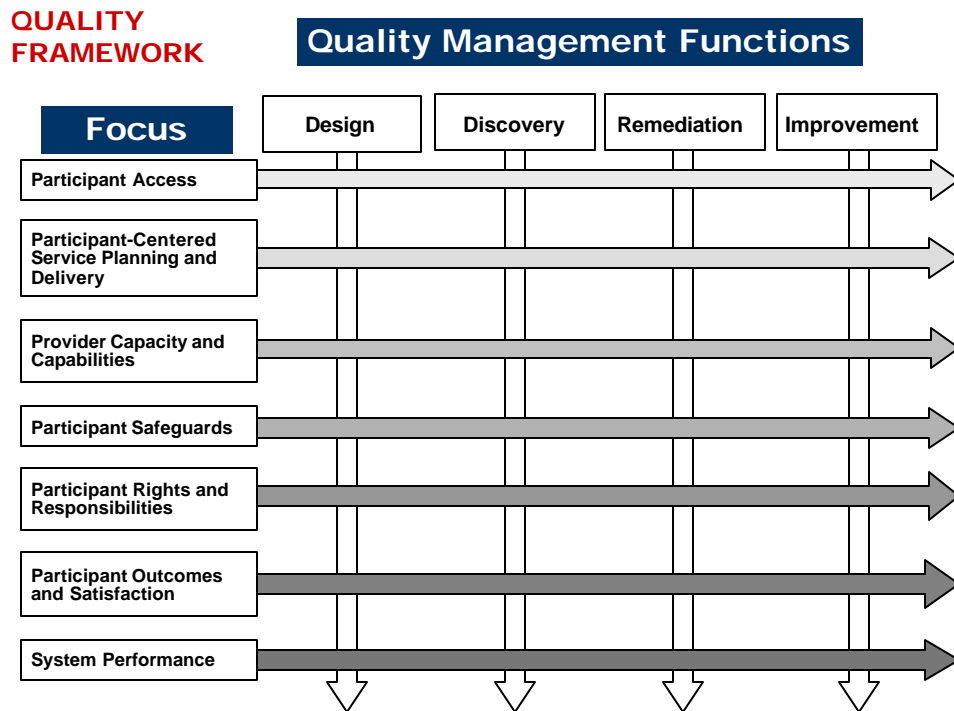 QUALITY
FRAMEWORK
Quality Management Functions
Focus
Design
Discovery
Remediation
Improvement
Participant Access
Participant-Centered
Service Planning and
Delivery
Provider Capacity and
Capabilities
Participant Safeguards
Participant Rights and
Responsibilities
Participant Outcomes
and Satisfaction
System Performance